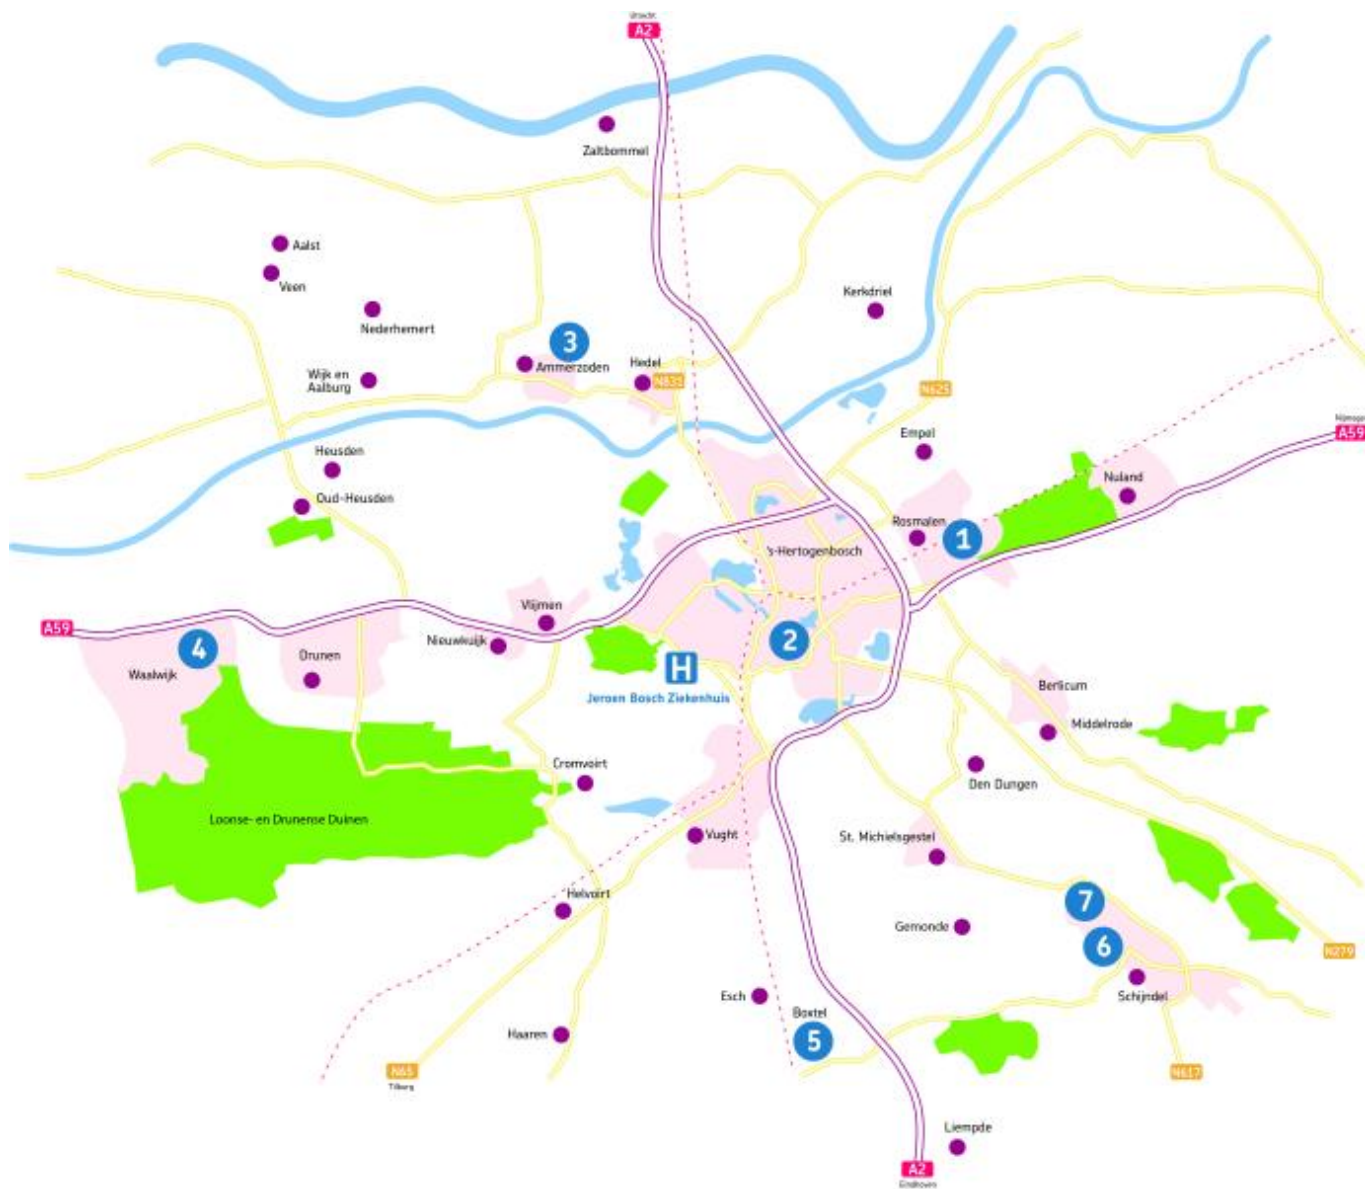 Utrecht
A2
Zaltbommel
Aalst
Veen
Kerkdriel
Nederhemert
3
Ammerzoden
Hedel
N831
Wijk en
Aalburg
N625
Nijmegen
A59
Empel
Heusden
Nuland
Oud-Heusden
Rosmalen
1
's-Hertogenbosch
Vlijmen
A59
4
Nieuwkuijk
2
Drunen
Waalwijk
H
Jeroen Bosch Ziekenhuis
Berlicum
Middelrode
Cromvoirt
Den Dungen
Loonse- en Drunense Duinen
Vught
St. Michielsgestel
7
Helvoirt
Gemonde
6
N279
Esch
Schijndel
Boxtel
5
Haaren
N65
Tilburg
N617
Liempde
A2
Eindhoven